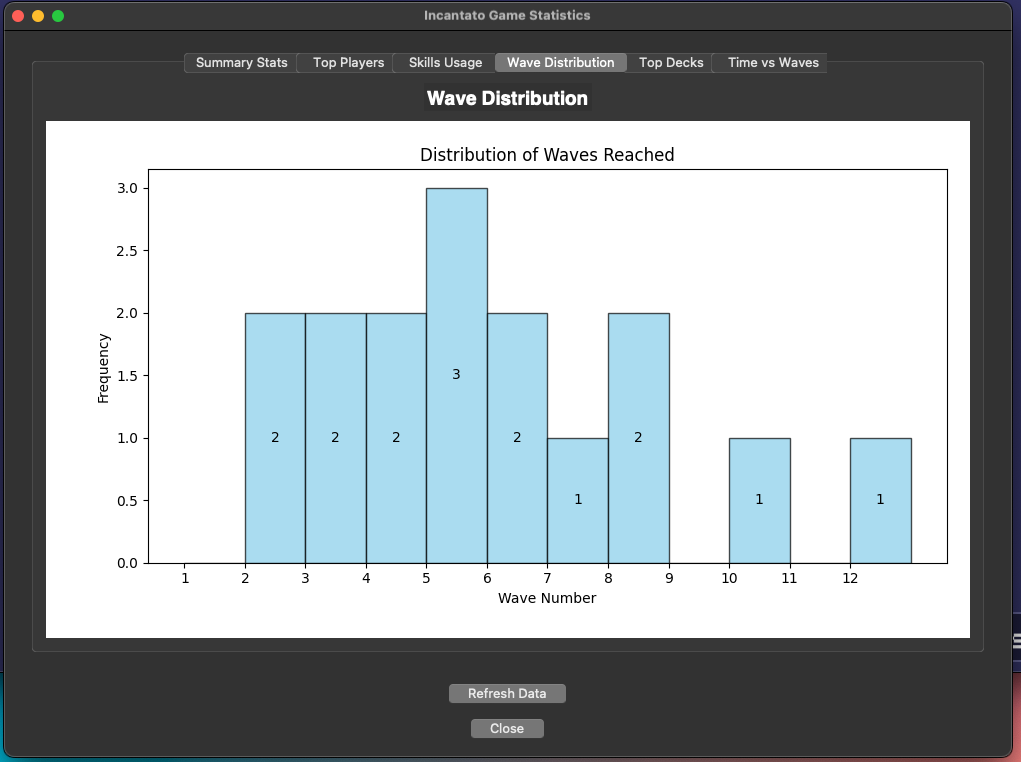 Incantato Game Statistics
Summary Stats Top Players Skills Usage Wave Distribution Top Decks Time vs Waves
Wave Distribution
Distribution of Waves Reached
3.0
2.5
2.0
1.5
1.0
0.5
0.0
Frequency
2 2 2 3 2 1 2 1 1
1 2 3 4 5 6 7 8 9 10 11 12
Wave Number
Refresh Data
Close